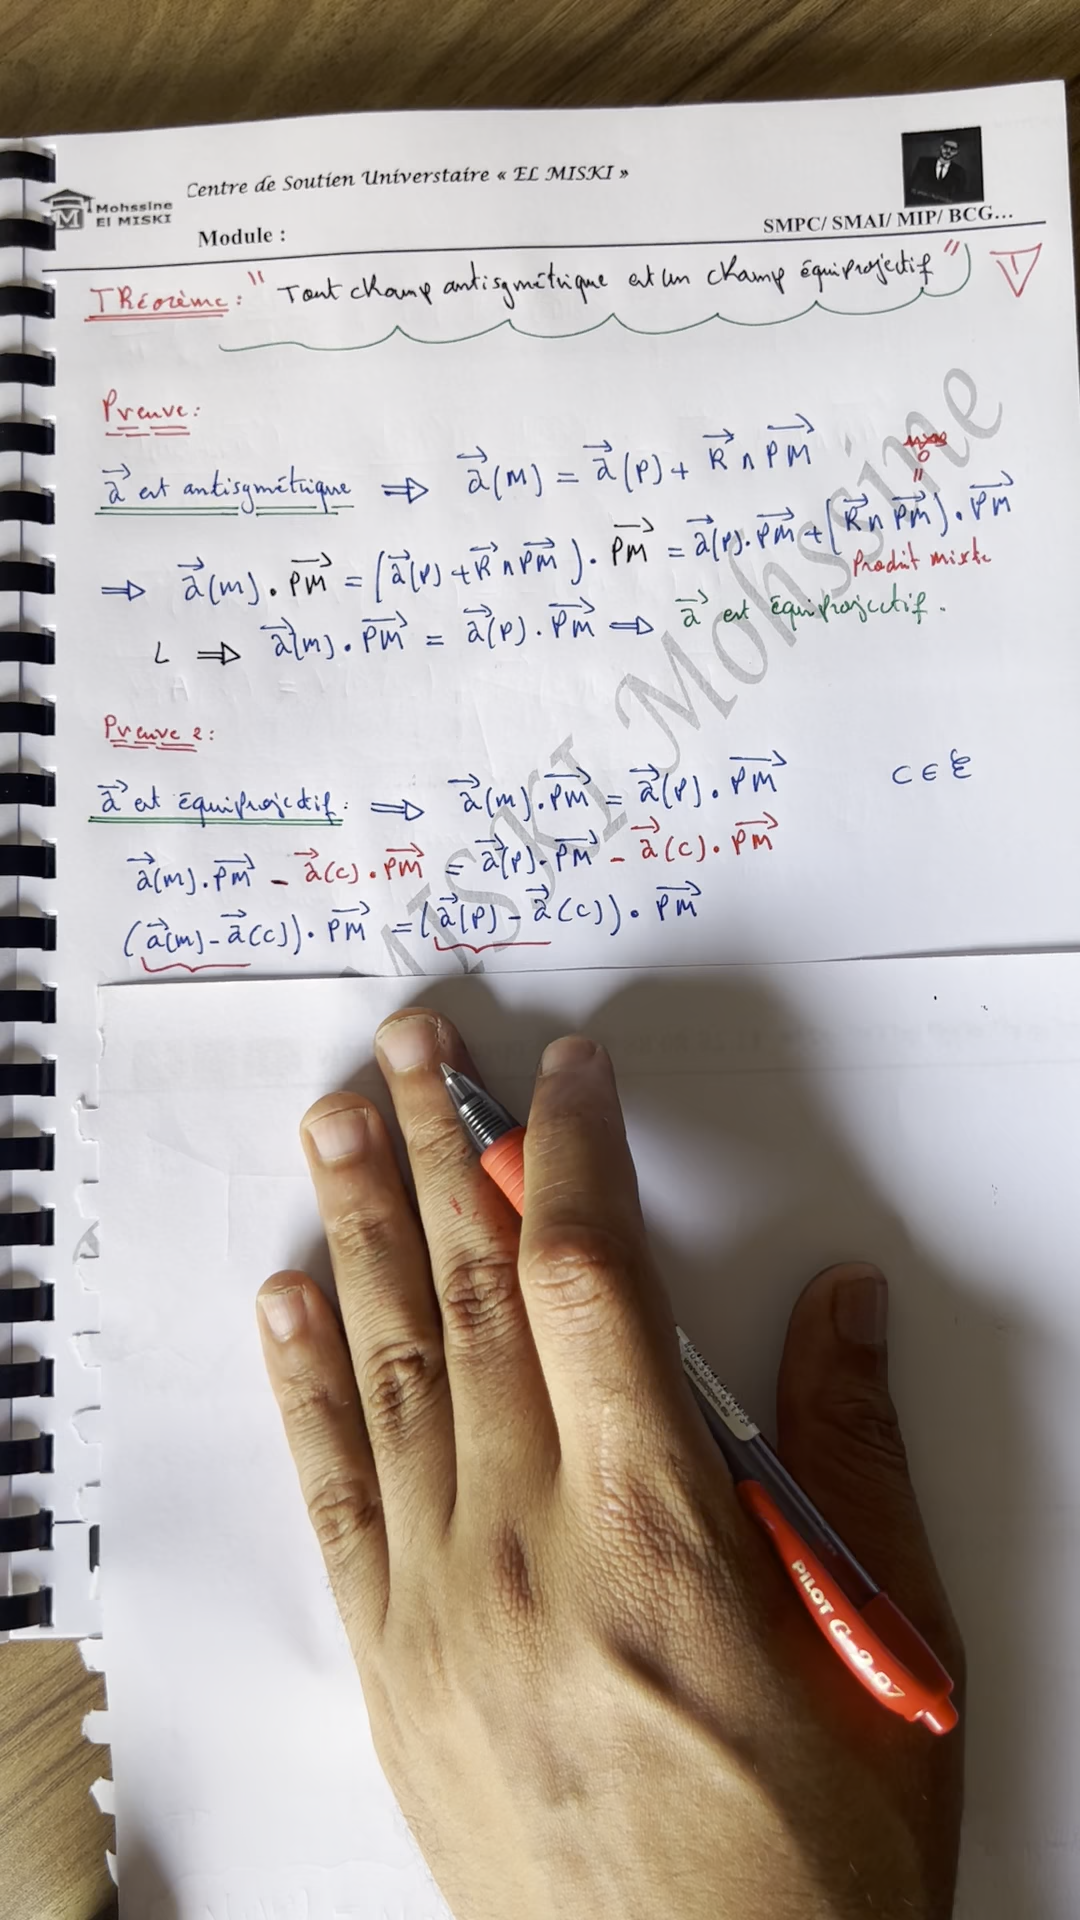 Centre de Soutien Universtaire « EL MISKI »
Mohssine
El MISKI
Module :
SMPC/ SMAI/ MIP/ BCG...
Théorème : " Tout champ antisymétrique est un champ équiprojectif "
Preuve :
a⃗ est antisymétrique ⟹ a⃗(M) = a⃗(P) + R⃗ ∧ PM⃗
0
"
⟹ a⃗(M) . PM⃗ = (a⃗(P) + R⃗ ∧ PM⃗) . PM⃗ = a⃗(P) . PM⃗ + (R⃗ ∧ PM⃗) . PM⃗
Produit mixte
L ⟹ a⃗(M) . PM⃗ = a⃗(P) . PM⃗ ⟹ a⃗ est équiprojectif .
Preuve 2 :
a⃗ est équiprojectif : ⟹ a⃗(M) . PM⃗ = a⃗(P) . PM⃗ C ∈ ℰ
a⃗(M) . PM⃗ - a⃗(C) . PM⃗ = a⃗(P) . PM⃗ - a⃗(C) . PM⃗
(a⃗(M) - a⃗(C)) . PM⃗ = (a⃗(P) - a⃗(C)) . PM⃗
MISKI Mohssine
PILOT G-2 07